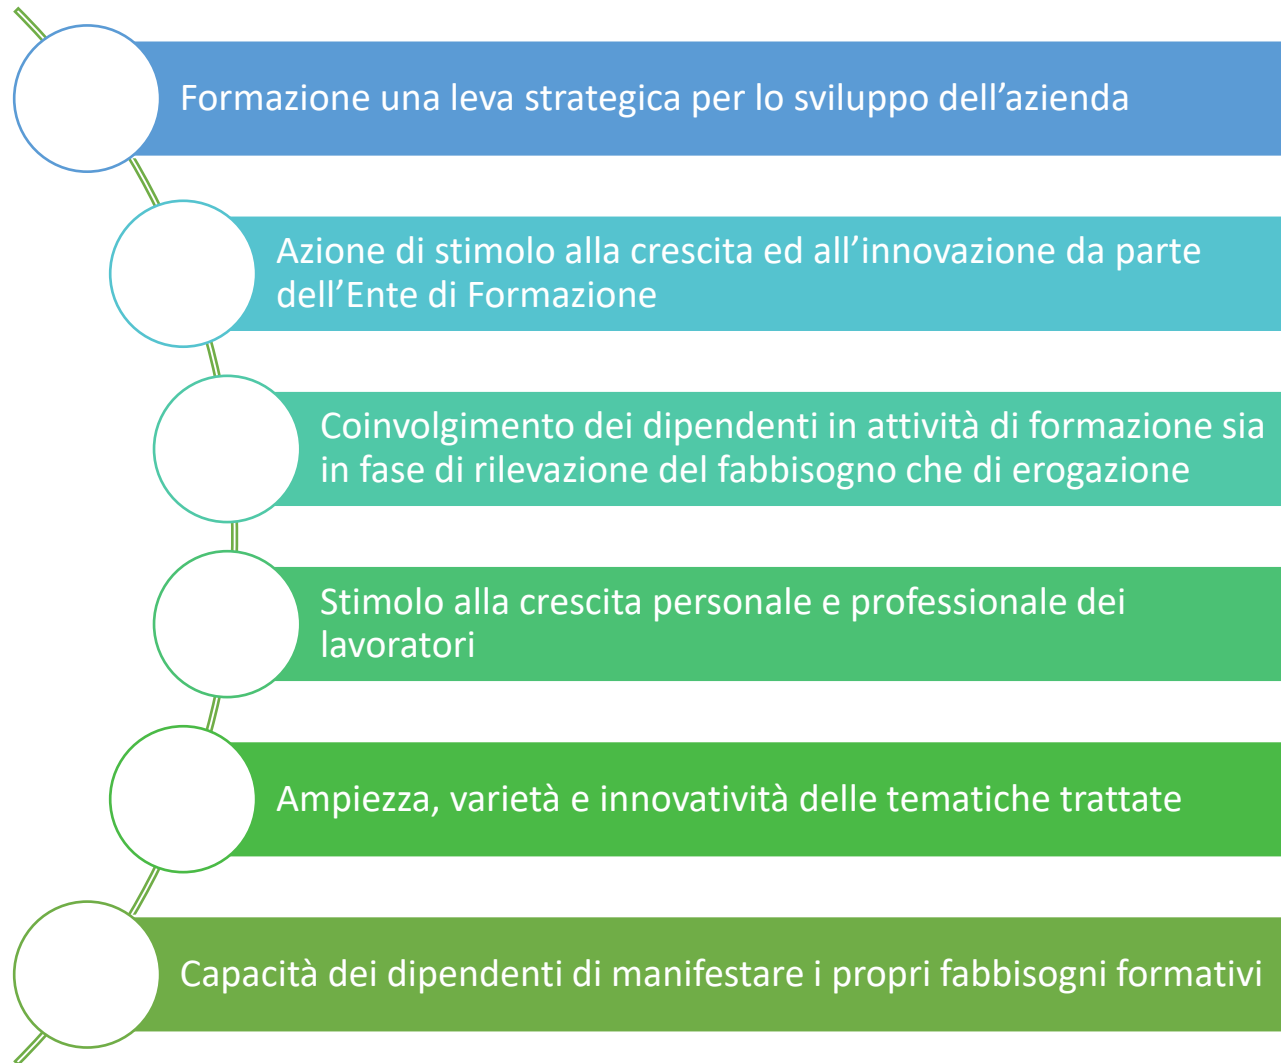 Formazione una leva strategica per lo sviluppo dell’azienda
Azione di stimolo alla crescita ed all’innovazione da parte
dell’Ente di Formazione
Coinvolgimento dei dipendenti in attività di formazione sia
in fase di rilevazione del fabbisogno che di erogazione
Stimolo alla crescita personale e professionale dei
lavoratori
Ampiezza, varietà e innovatività delle tematiche trattate
Capacità dei dipendenti di manifestare i propri fabbisogni formativi